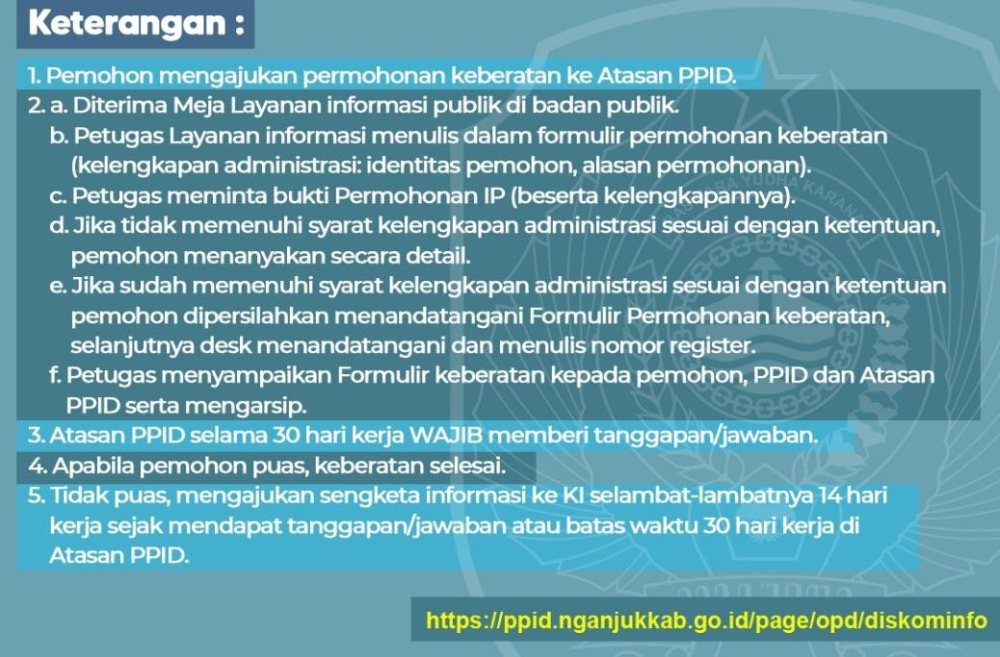 Keterangan :
1. Pemohon mengajukan permohonan keberatan ke Atasan PPID.
2. a. Diterima Meja Layanan informasi publik di badan publik.
b. Petugas Layanan informasi menulis dalam formulir permohonan keberatan
(kelengkapan administrasi: identitas pemohon, alasan permohonan).
c. Petugas meminta bukti Permohonan IP (beserta kelengkapannya).
d. Jika tidak memenuhi syarat kelengkapan administrasi sesuai dengan ketentuan,
pemohon menanyakan secara detail.
e. Jika sudah memenuhi syarat kelengkapan administrasi sesuai dengan ketentuan
pemohon dipersilahkan menandatangani Formulir Permohonan keberatan,
selanjutnya desk menandatangani dan menulis nomor register.
f. Petugas menyampaikan Formulir keberatan kepada pemohon, PPID dan Atasan
PPID serta mengarsip.
3. Atasan PPID selama 30 hari kerja WAJIB memberi tanggapan/jawaban.
4. Apabila pemohon puas, keberatan selesai.
5. Tidak puas, mengajukan sengketa informasi ke KI selambat-lambatnya 14 hari
kerja sejak mendapat tanggapan/jawaban atau batas waktu 30 hari kerja di
Atasan PPID.
https://ppid.nganjukkab.go.id/page/opd/diskominfo